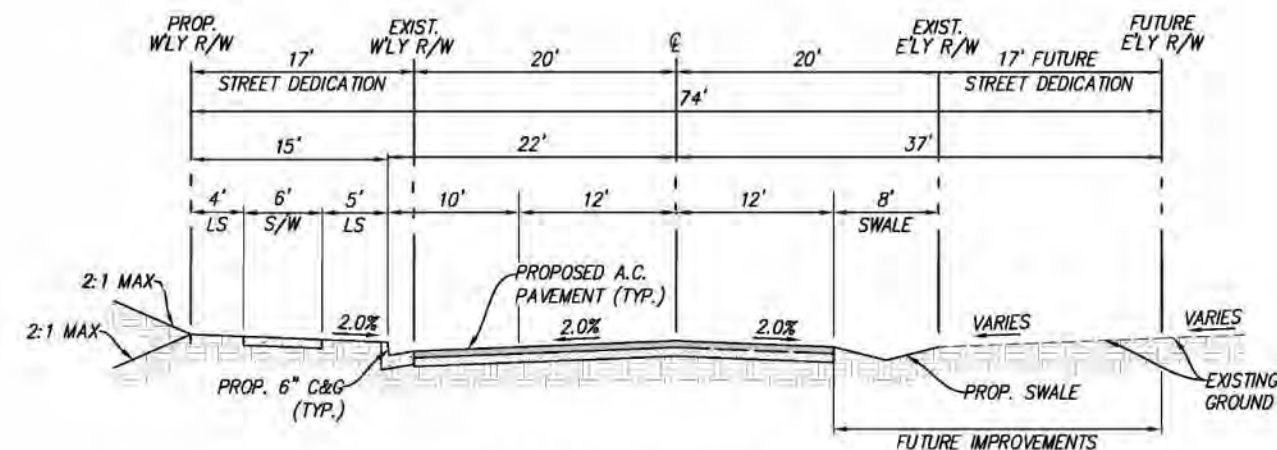 PROP.
W'LY R/W
EXIST.
W'LY R/W
℄
EXIST.
E'LY R/W
FUTURE
E'LY R/W
17'
STREET DEDICATION
20'
20'
17' FUTURE
STREET DEDICATION
74'
15'
22'
37'
4'
LS
6'
S/W
5'
LS
10'
12'
12'
8'
SWALE
2:1 MAX
2:1 MAX
2.0%
PROPOSED A.C.
PAVEMENT (TYP.)
2.0%
2.0%
VARIES
VARIES
PROP. 6" C&G
(TYP.)
PROP. SWALE
EXISTING
GROUND
FUTURE IMPROVEMENTS